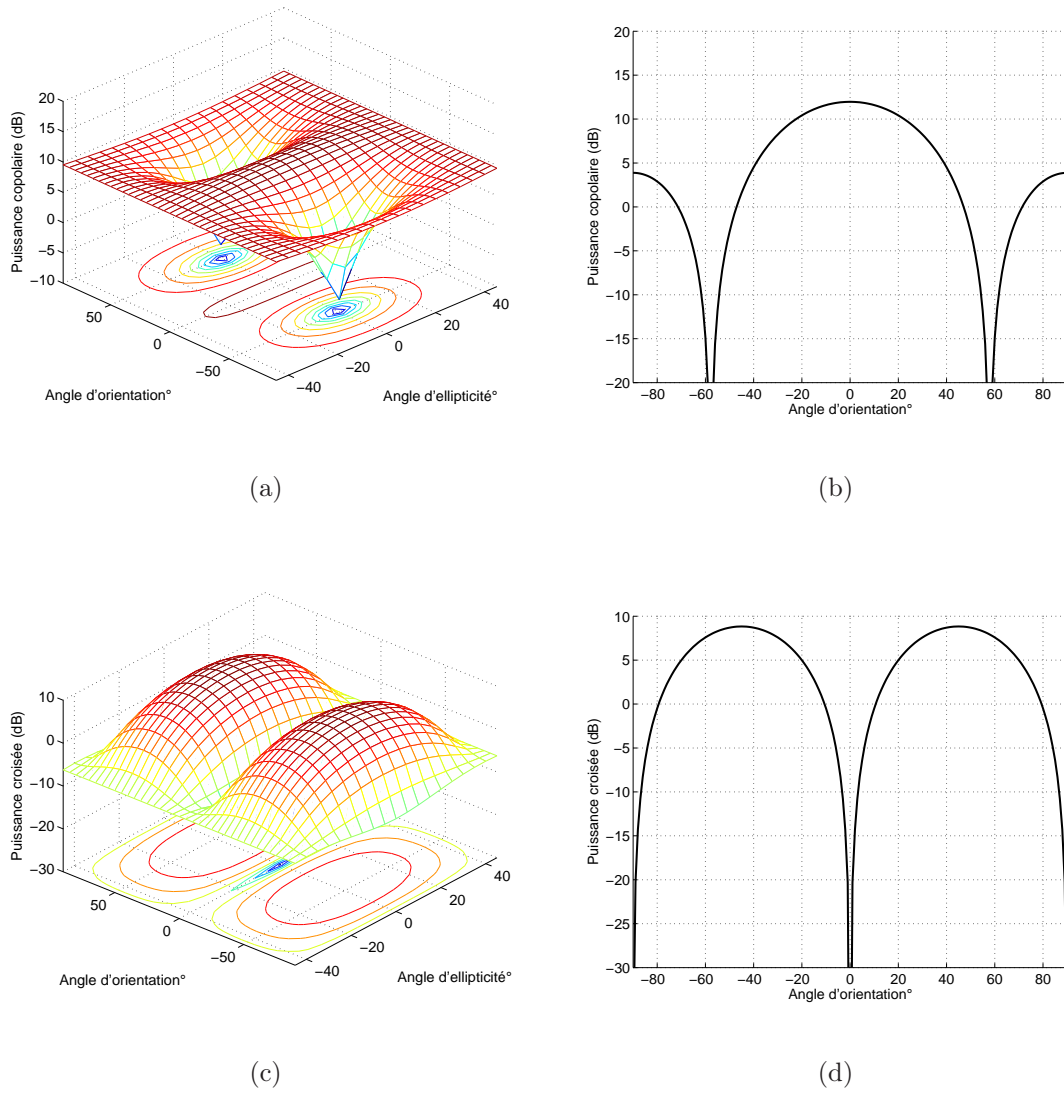 20
15
10
5
0
−5
−10
Puissance copolaire (dB)
50
0
−50
Angle d'orientation°
−40
−20
0
20
40
Angle d'ellipticité°
(a)
20
15
10
5
0
−5
−10
−15
−20
Puissance copolaire (dB)
−80 −60 −40 −20 0 20 40 60 80
Angle d'orientation°
(b)
10
0
−10
−20
−30
Puissance croisée (dB)
50
0
−50
Angle d'orientation°
−40
−20
0
20
40
Angle d'ellipticité°
(c)
10
5
0
−5
−10
−15
−20
−25
−30
Puissance croisée (dB)
−80 −60 −40 −20 0 20 40 60 80
Angle d'orientation°
(d)